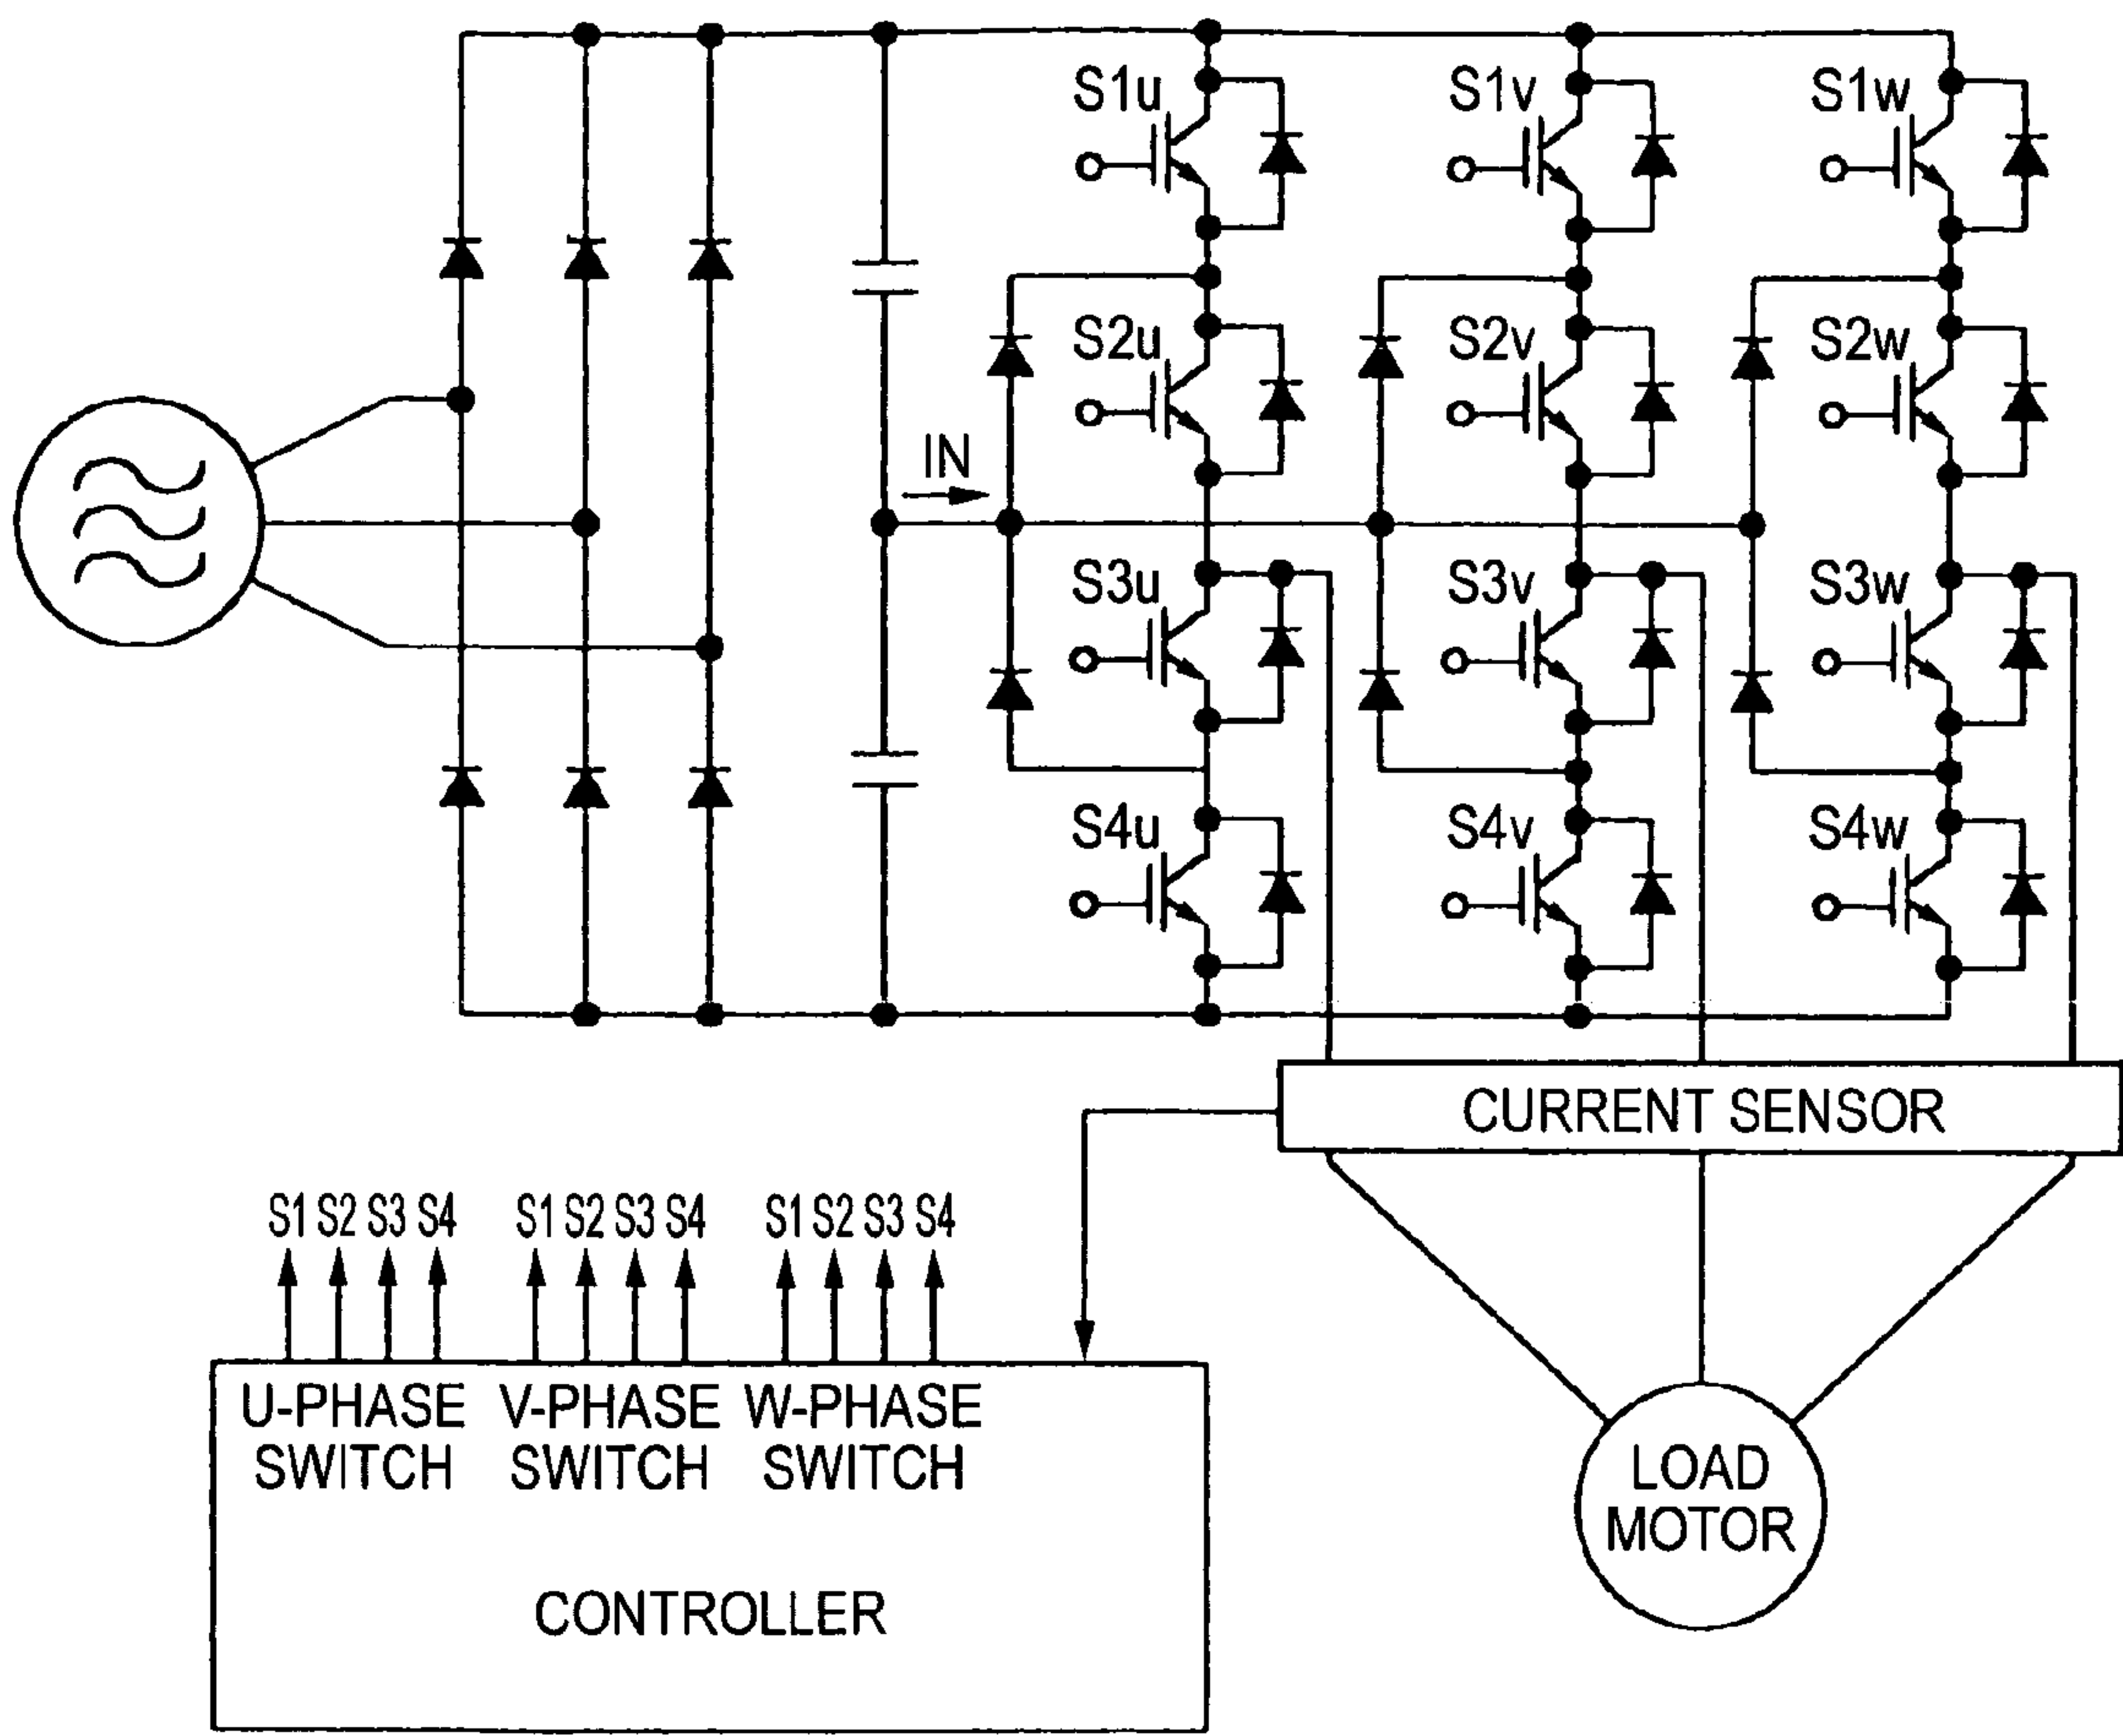 S1u S1v S1w
S2u S2v S2w
IN
S3u S3v S3w
S4u S4v S4w
CURRENT SENSOR
S1 S2 S3 S4 S1 S2 S3 S4 S1 S2 S3 S4
U-PHASE V-PHASE W-PHASE
SWITCH SWITCH SWITCH
CONTROLLER
LOAD
MOTOR